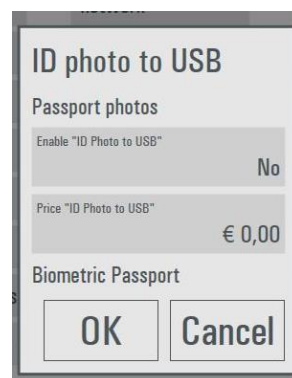 ID photo to USB
Passport photos
Enable "ID Photo to USB"
No
Price "ID Photo to USB"
€ 0,00
Biometric Passport
OK
Cancel